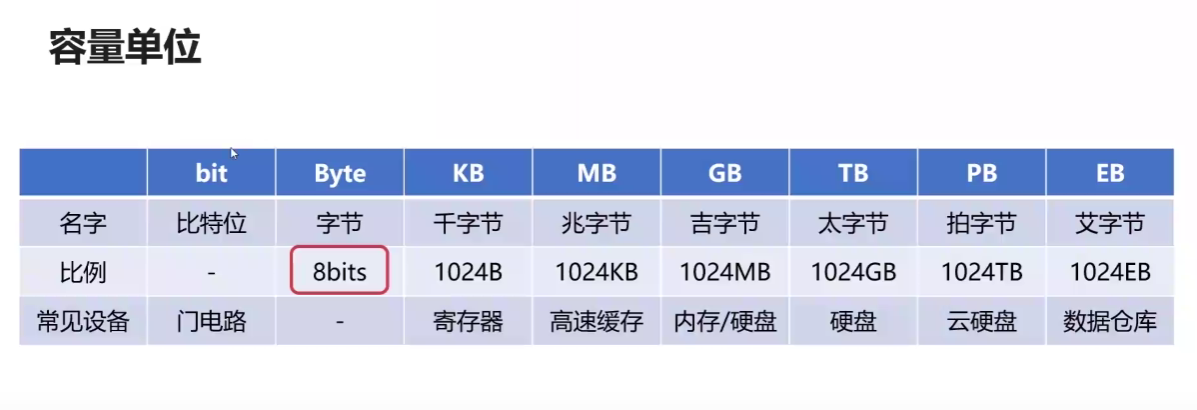 容量单位
bit Byte KB MB GB TB PB EB
名字 比特位 字节 千字节 兆字节 吉字节 太字节 拍字节 艾字节
比例 - 8bits 1024B 1024KB 1024MB 1024GB 1024TB 1024EB
常见设备 门电路 - 寄存器 高速缓存 内存/硬盘 硬盘 云硬盘 数据仓库